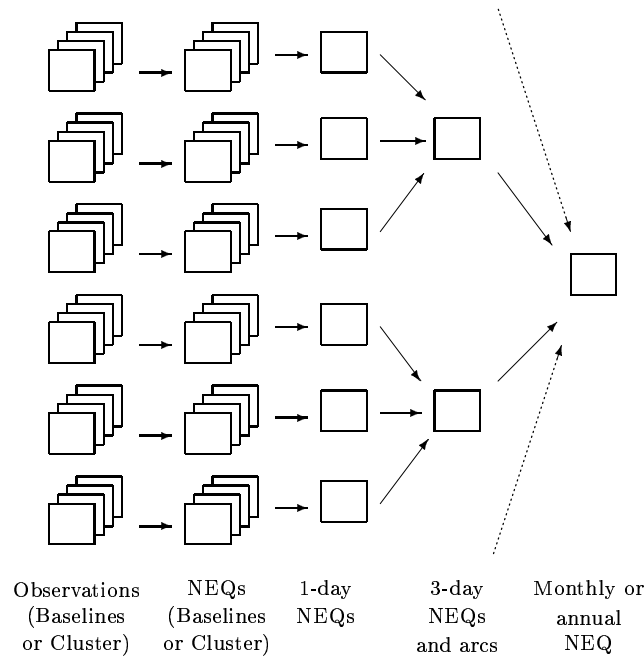 Observations
(Baselines
or Cluster)
NEQs
(Baselines
or Cluster)
1-day
NEQs
3-day
NEQs
and arcs
Monthly or
annual
NEQ